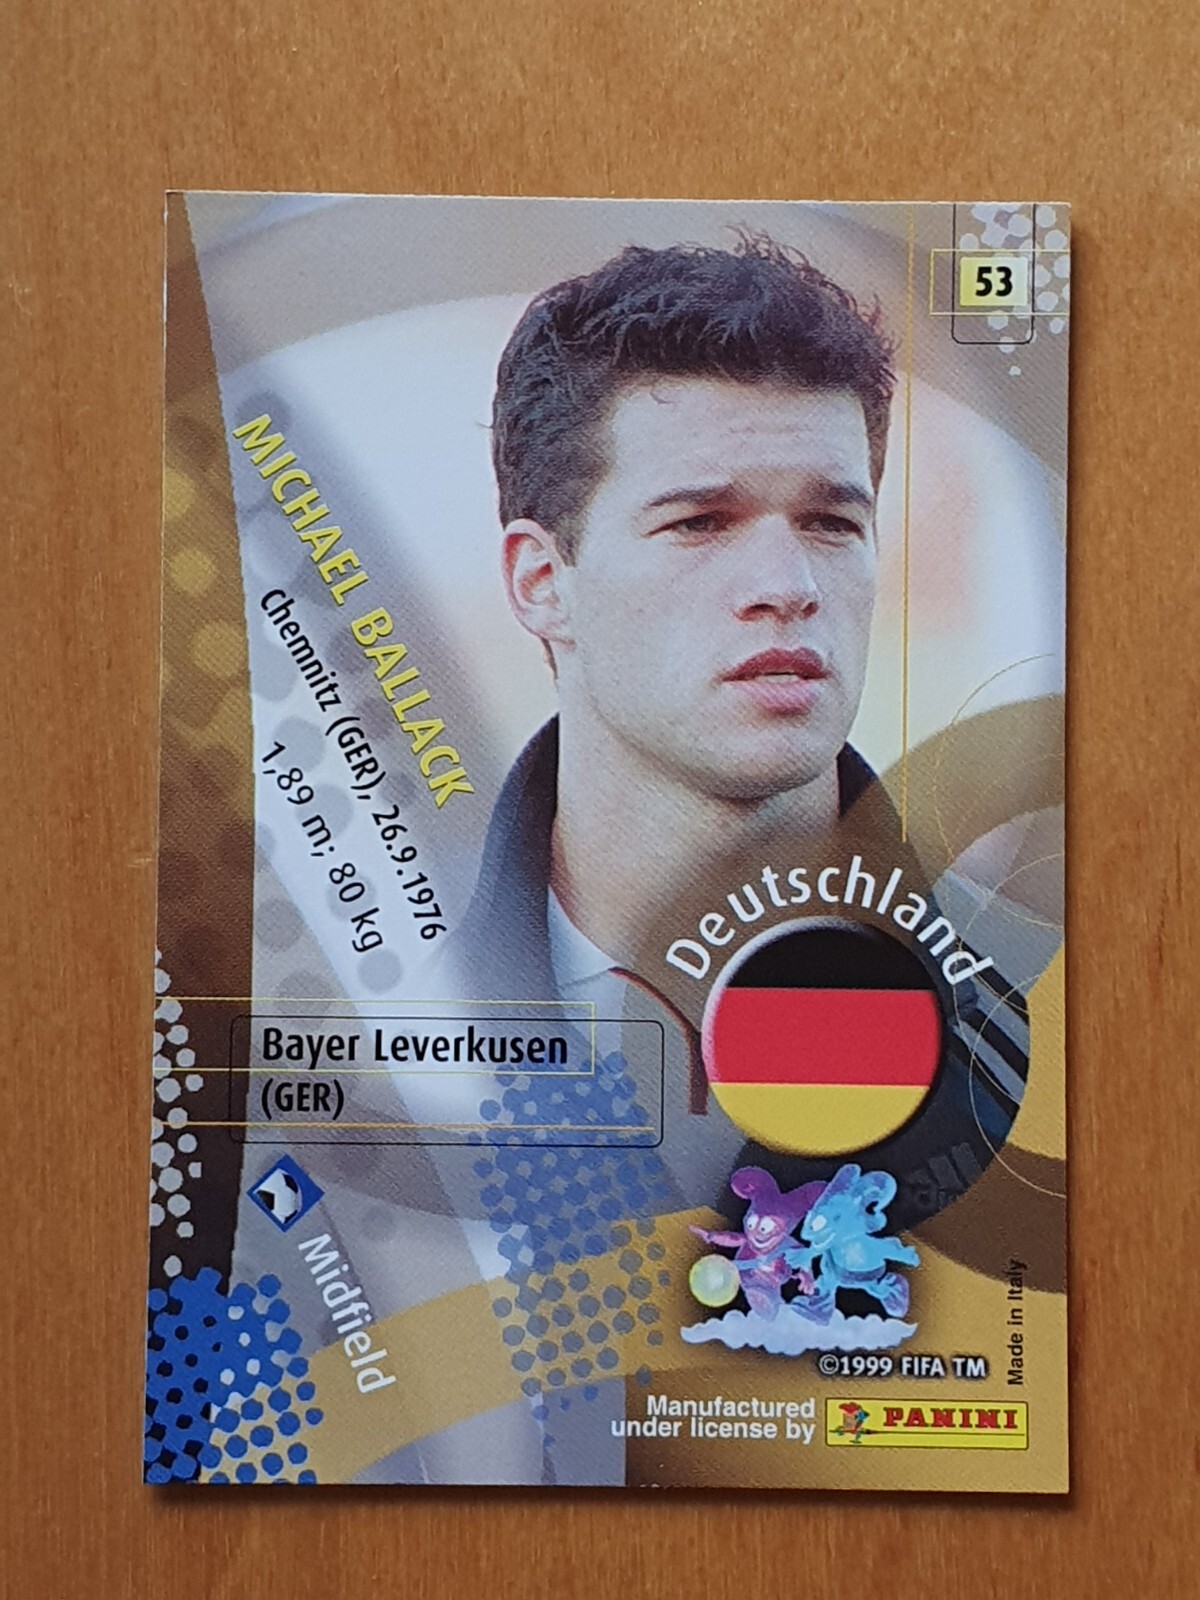 53
MICHAEL BALLACK
Chemnitz (GER), 26.9.1976
1,89 m; 80 kg
Deutschland
Bayer Leverkusen
(GER)
Midfield
©1999 FIFA TM
Made in Italy
Manufactured
under license by
PANINI